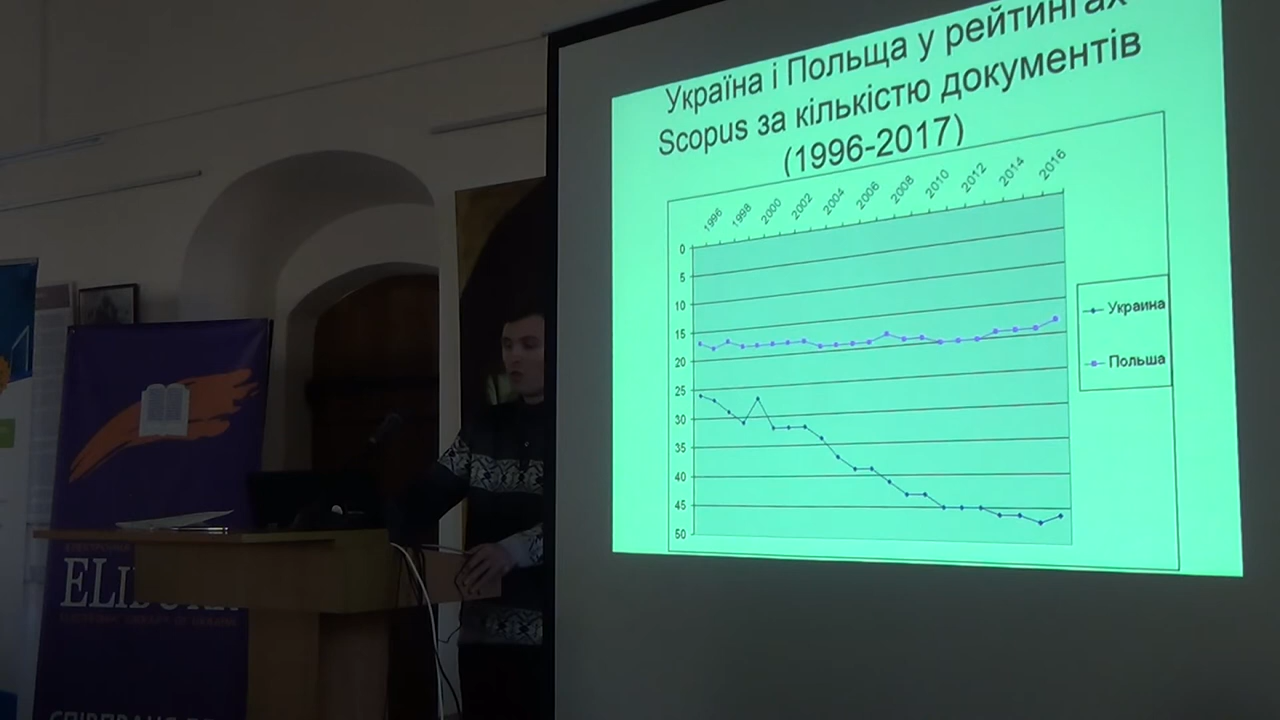 Україна і Польща у рейтингах
Scopus за кількістю документів
(1996-2017)
1996 1998 2000 2002 2004 2006 2008 2010 2012 2014 2016
0
5
10
15
20
25
30
35
40
45
50
Украина
Польша